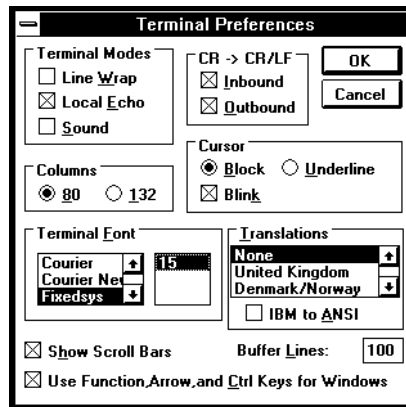 Terminal Preferences
Terminal Modes
Line Wrap
Local Echo
Sound
CR -> CR/LF
Inbound
Outbound
OK
Cancel
Columns
80 132
Cursor
Block Underline
Blink
Terminal Font
Courier
Courier New
Fixedsys
15
Translations
None
United Kingdom
Denmark/Norway
IBM to ANSI
Show Scroll Bars
Buffer Lines: 100
Use Function,Arrow,and Ctrl Keys for Windows